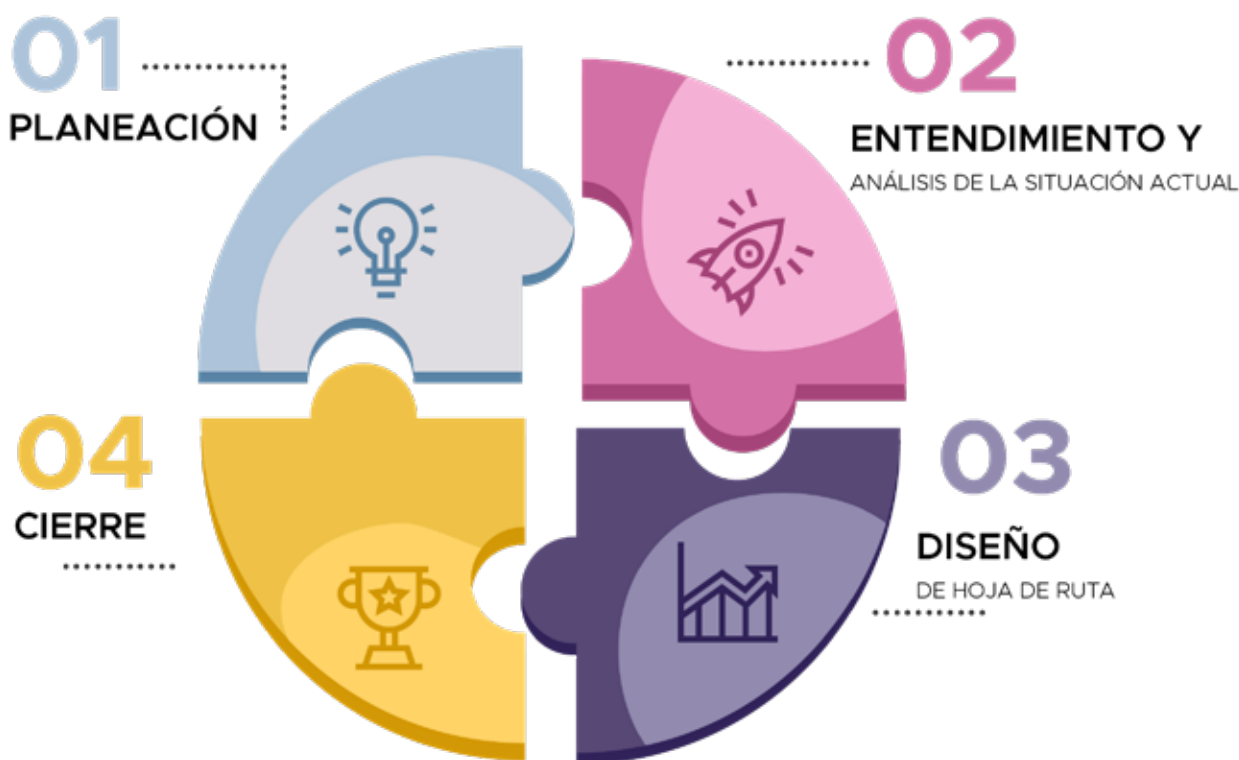 01
PLANEACIÓN
02
ENTENDIMIENTO Y
ANÁLISIS DE LA SITUACIÓN ACTUAL
03
DISEÑO
DE HOJA DE RUTA
04
CIERRE